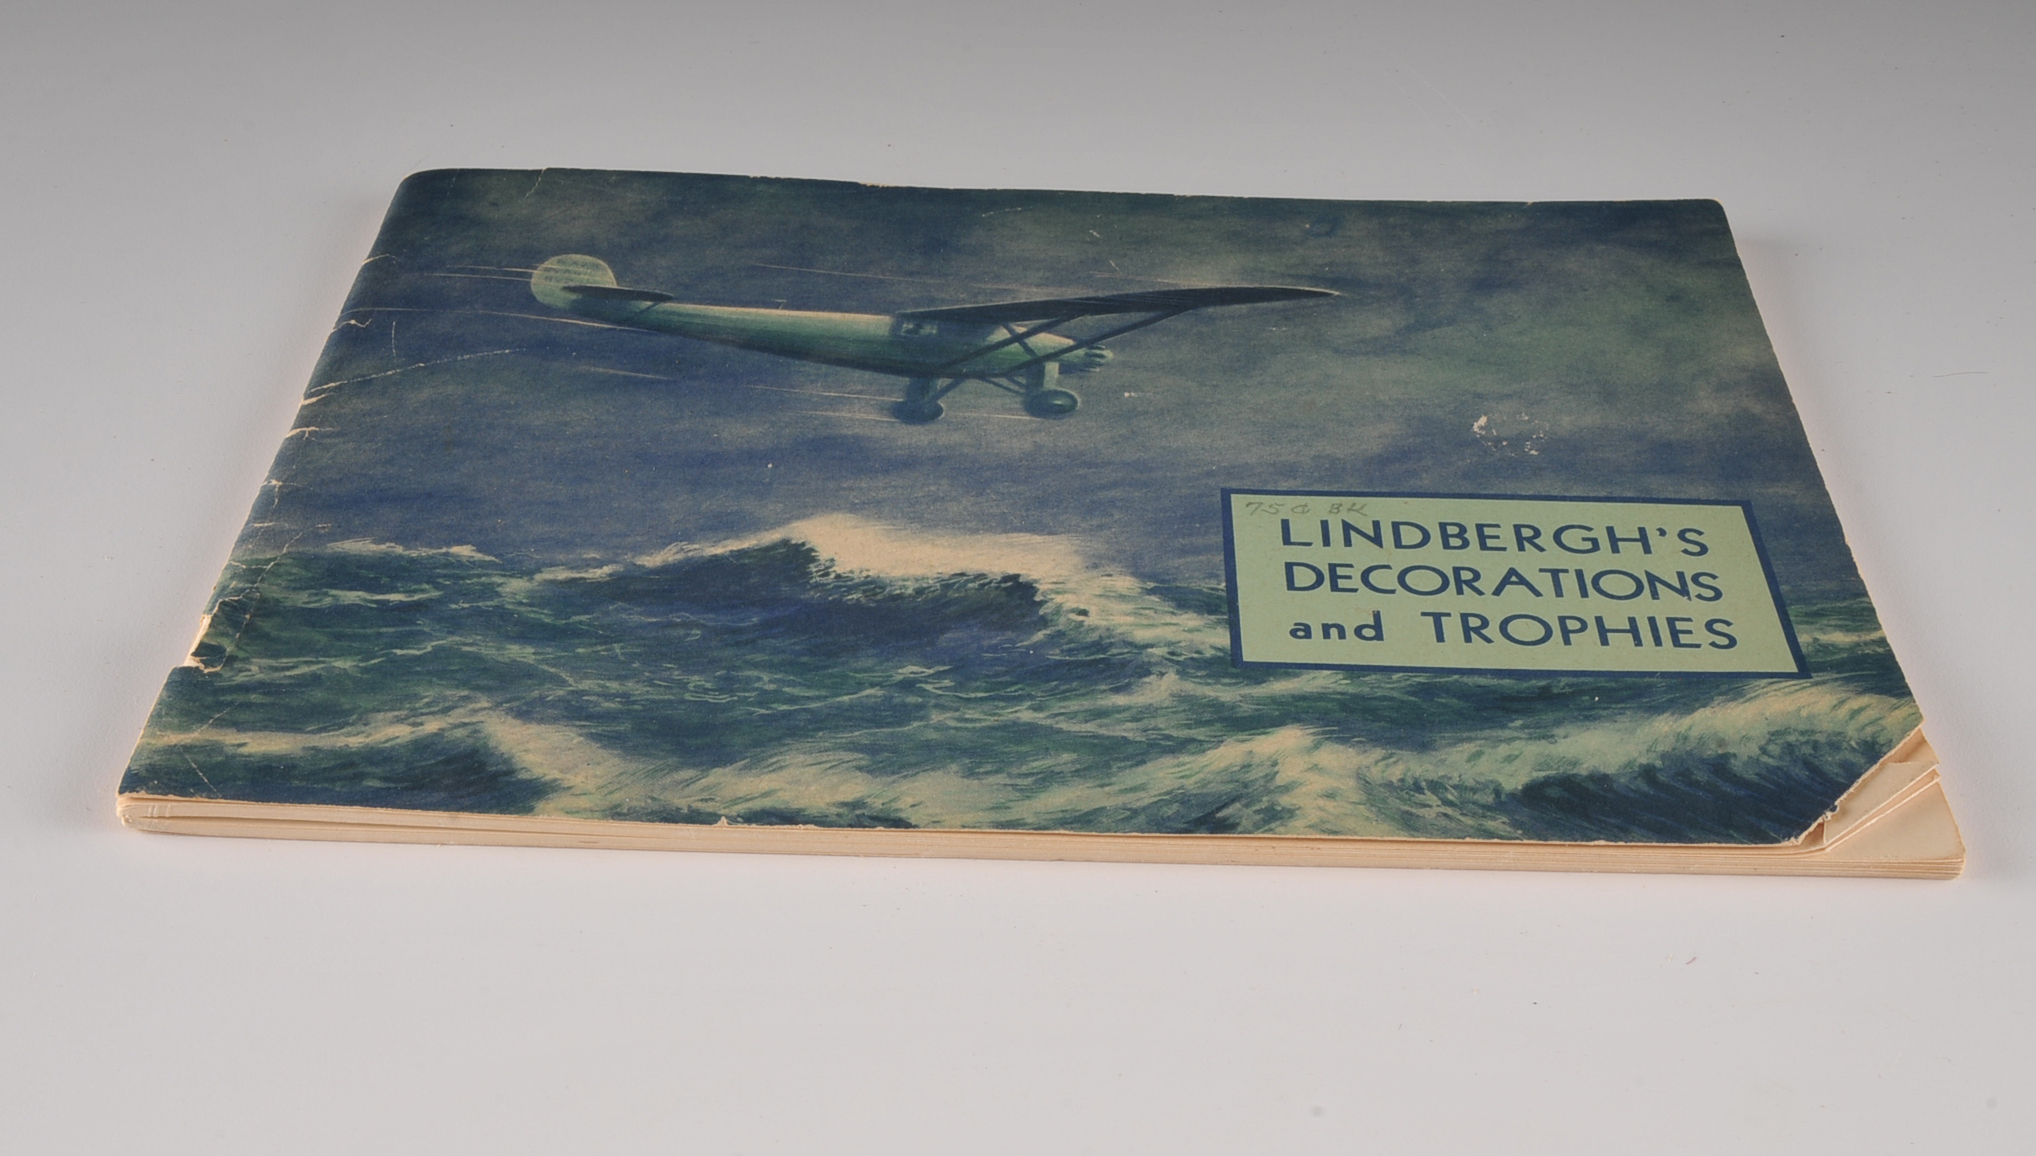 75¢ BK
LINDBERGH'S
DECORATIONS
and TROPHIES